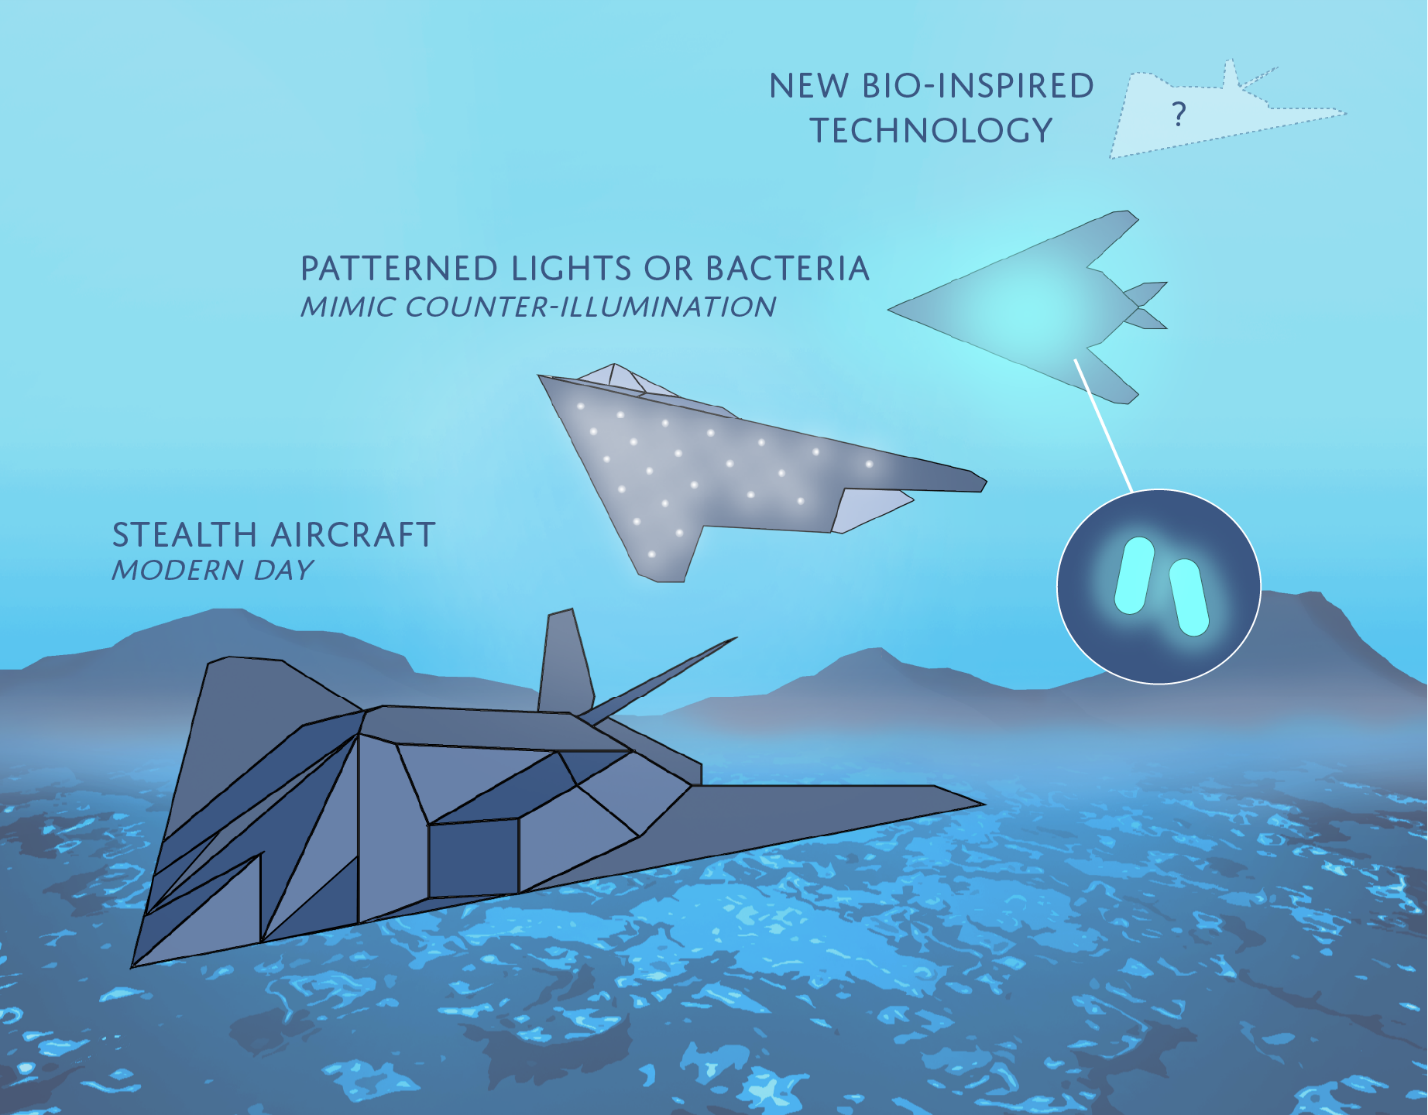 NEW BIO-INSPIRED
TECHNOLOGY
?
PATTERNED LIGHTS OR BACTERIA
MIMIC COUNTER-ILLUMINATION
STEALTH AIRCRAFT
MODERN DAY